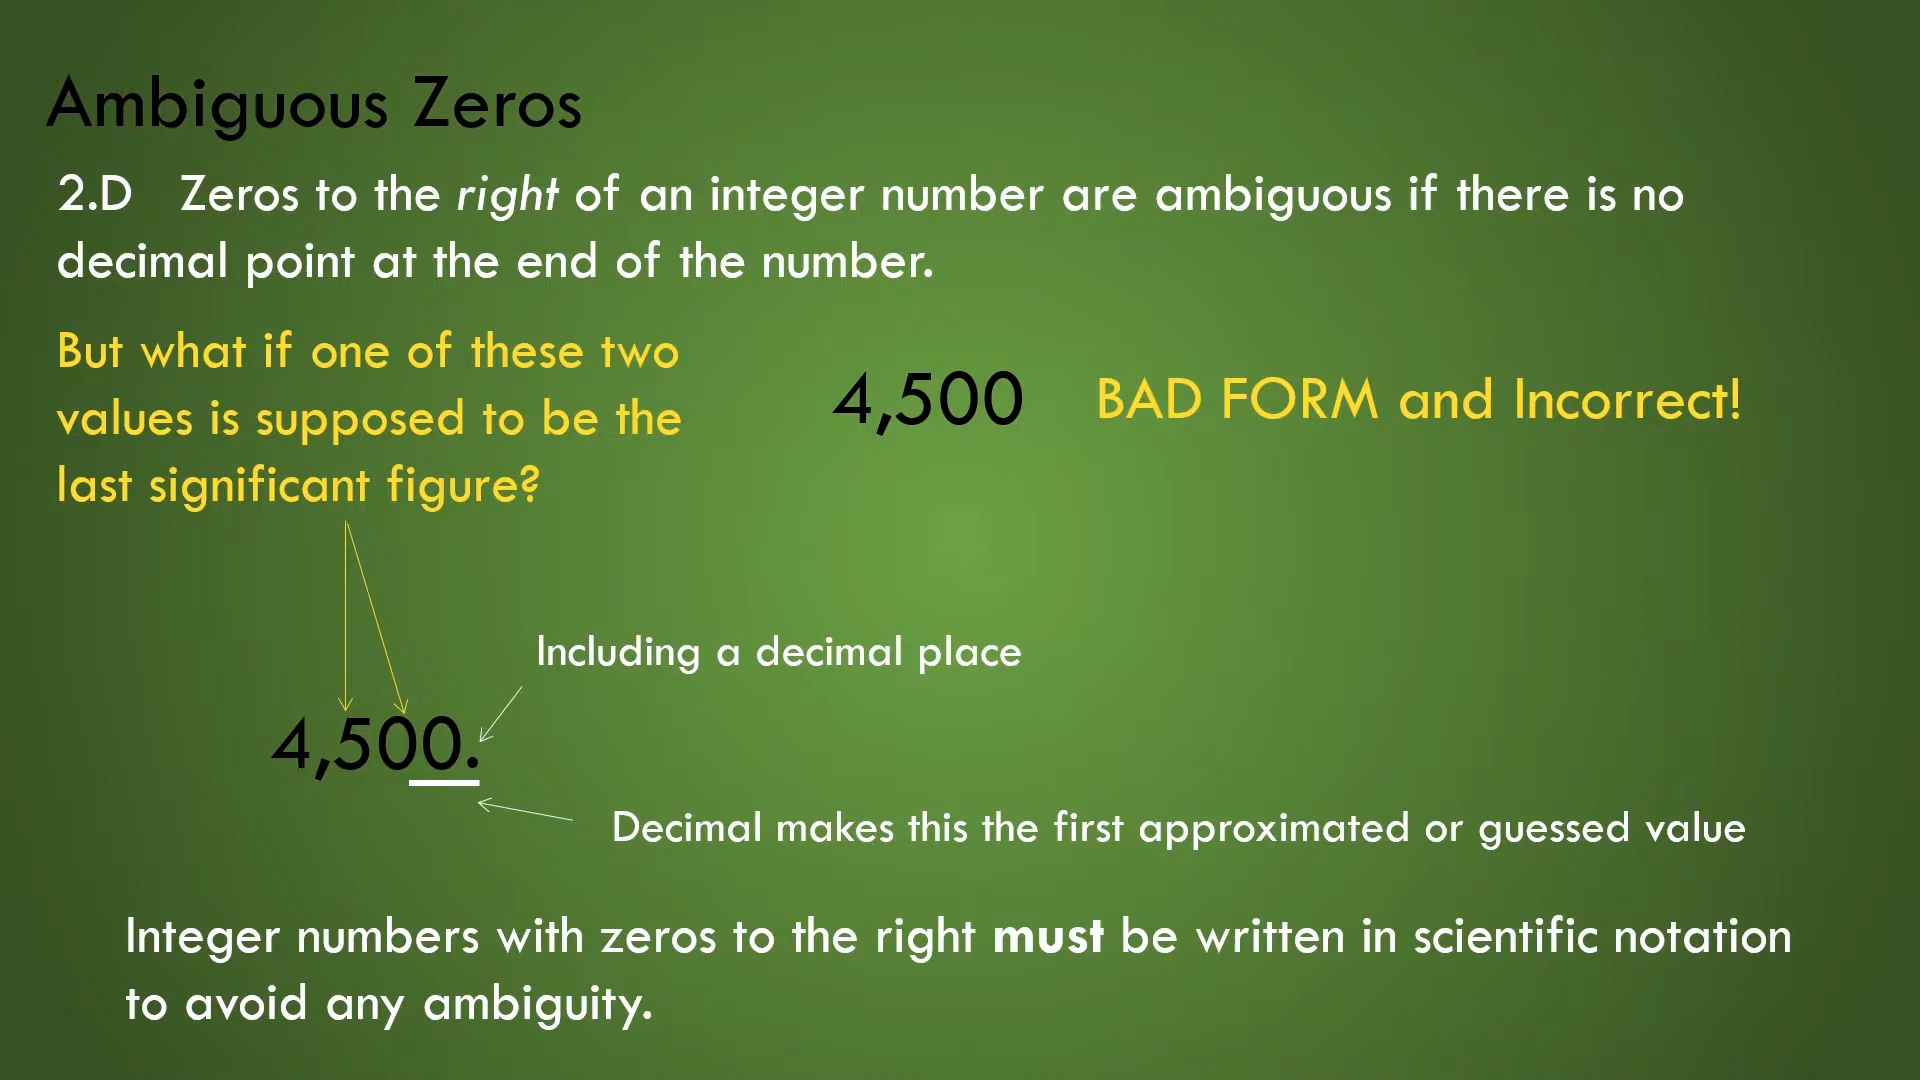 Ambiguous Zeros
2.D Zeros to the right of an integer number are ambiguous if there is no
decimal point at the end of the number.
But what if one of these two
values is supposed to be the
last significant figure?
4,500 BAD FORM and Incorrect!
Including a decimal place
4,500.
Decimal makes this the first approximated or guessed value
Integer numbers with zeros to the right must be written in scientific notation
to avoid any ambiguity.